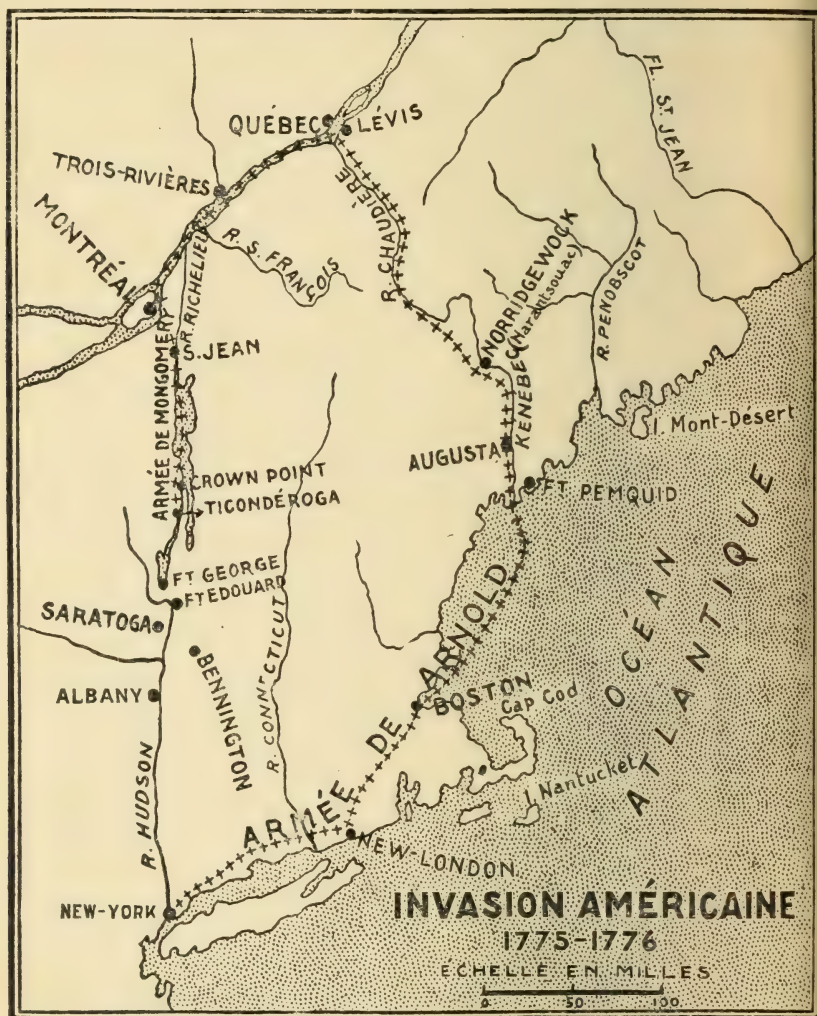 FL. ST JEAN
QUÉBEC
LÉVIS
TROIS-RIVIÈRES
MONTRÉAL
R. RICHELIEU
R. S. FRANÇOIS
R. CHAUDIÈRE
NORRIDGEWOCK
(Narantsouac)
KENEBEC
R. PENOBSCOT
S. JEAN
ARMÉE DE MONGOMERY
I. Mont-Désert
AUGUSTA
CROWN POINT
TICONDÉROGA
FT PEMQUID
FT GEORGE
FT EDOUARD
SARATOGA
BENNINGTON
R. CONNECTICUT
ALBANY
R. HUDSON
ARMÉE DE ARNOLD
BOSTON
Cap Cod
I. Nantucket
OCÉAN
ATLANTIQUE
NEW-LONDON
NEW-YORK
INVASION AMÉRICAINE
1775-1776
ECHELLE EN MILLES
0 50 100